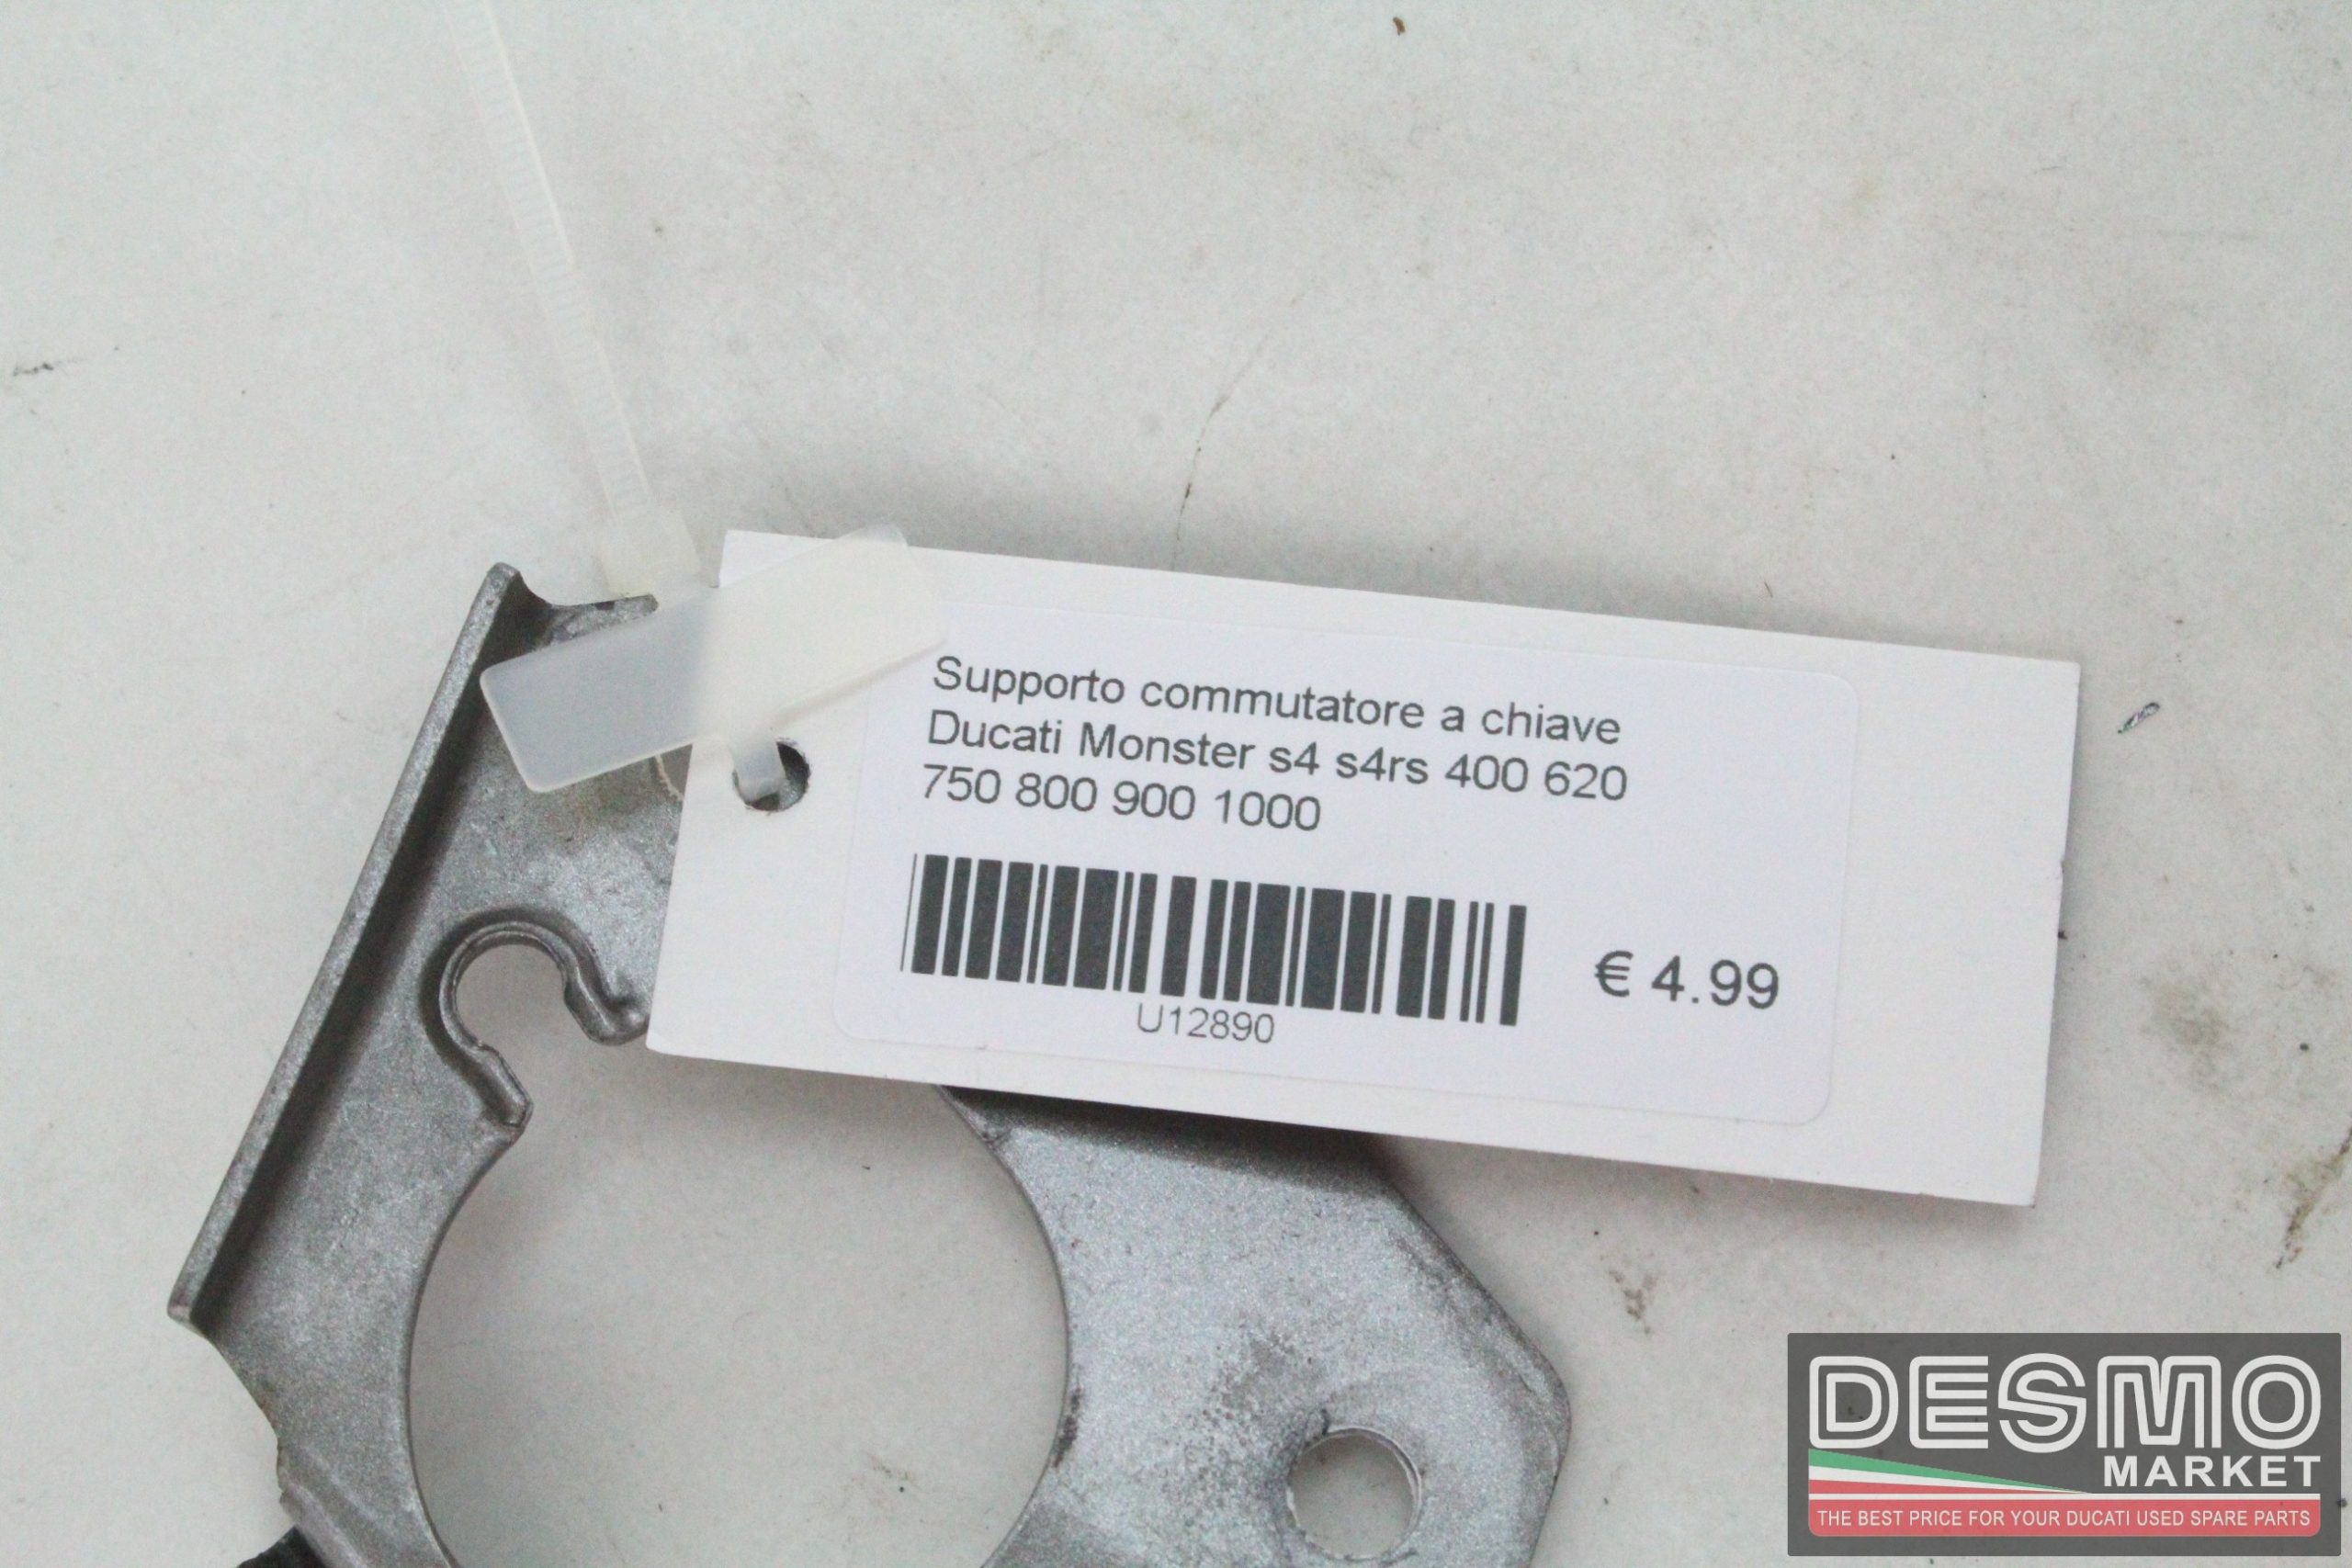 Supporto commutatore a chiave
Ducati Monster s4 s4rs 400 620
750 800 900 1000
€ 4.99
U12890
DESMO
MARKET
THE BEST PRICE FOR YOUR DUCATI USED SPARE PARTS